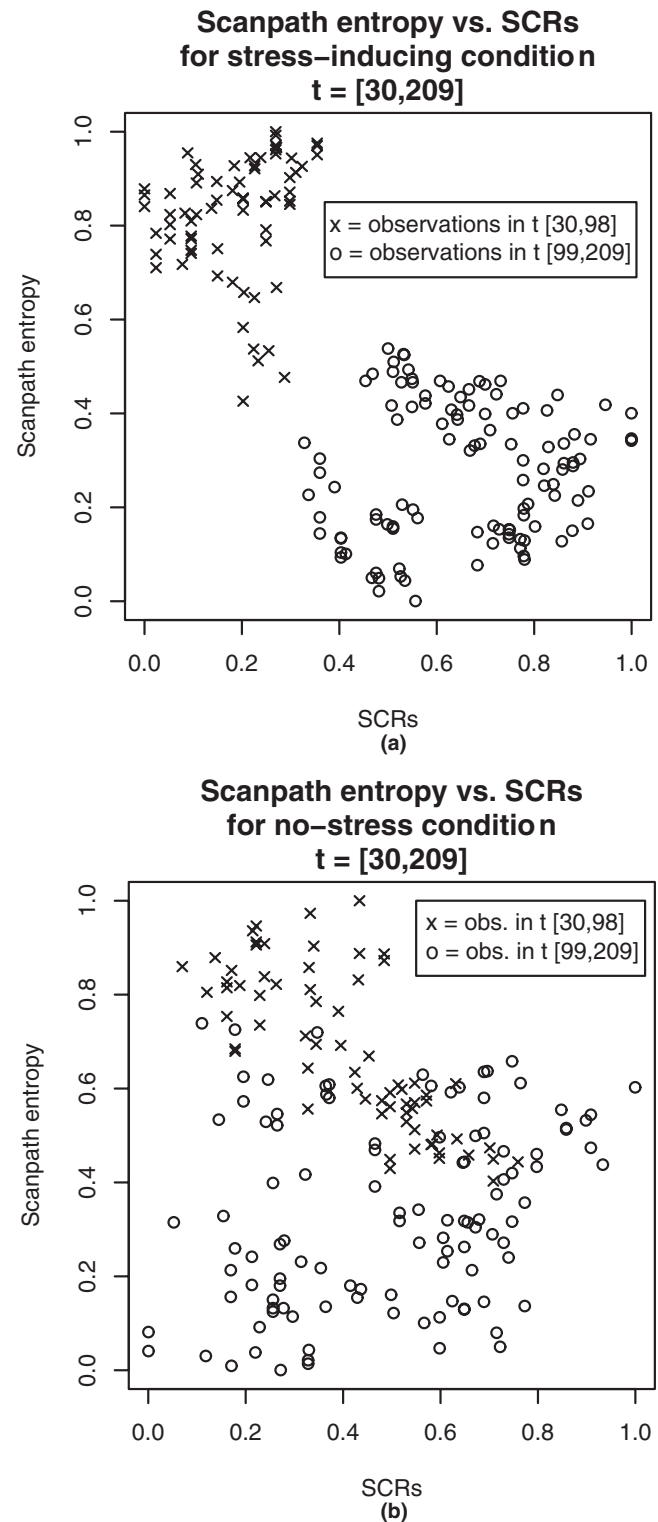 Scanpath entropy vs. SCRs
for stress−inducing condition
t = [30,209]
1.0
0.8
0.6
0.4
0.2
0.0
Scanpath entropy
x = observations in t [30,98]
o = observations in t [99,209]
0.0 0.2 0.4 0.6 0.8 1.0
SCRs
(a)
Scanpath entropy vs. SCRs
for no−stress condition
t = [30,209]
1.0
0.8
0.6
0.4
0.2
0.0
Scanpath entropy
x = obs. in t [30,98]
o = obs. in t [99,209]
0.0 0.2 0.4 0.6 0.8 1.0
SCRs
(b)